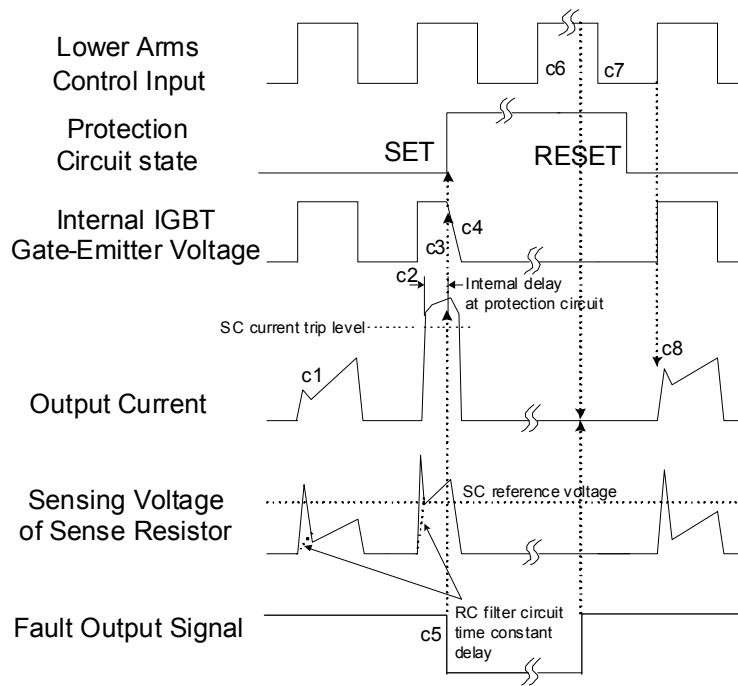 Lower Arms
Control Input
c6
c7
Protection
Circuit state
SET
RESET
Internal IGBT
Gate-Emitter Voltage
c4
c3
c2
Internal delay
at protection circuit
SC current trip level
c1
c8
Output Current
Sensing Voltage
of Sense Resistor
SC reference voltage
Fault Output Signal
c5
RC filter circuit
time constant
delay